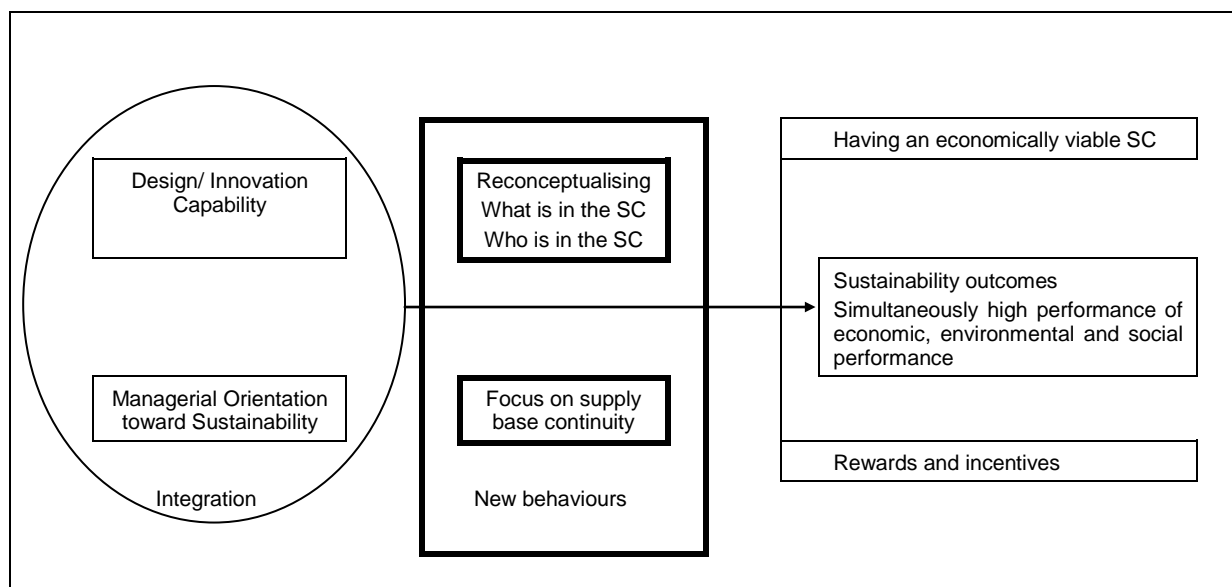 Design/ Innovation
Capability
Managerial Orientation
toward Sustainability
Integration
Reconceptualising
What is in the SC
Who is in the SC
Focus on supply
base continuity
New behaviours
Having an economically viable SC
Sustainability outcomes
Simultaneously high performance of
economic, environmental and social
performance
Rewards and incentives